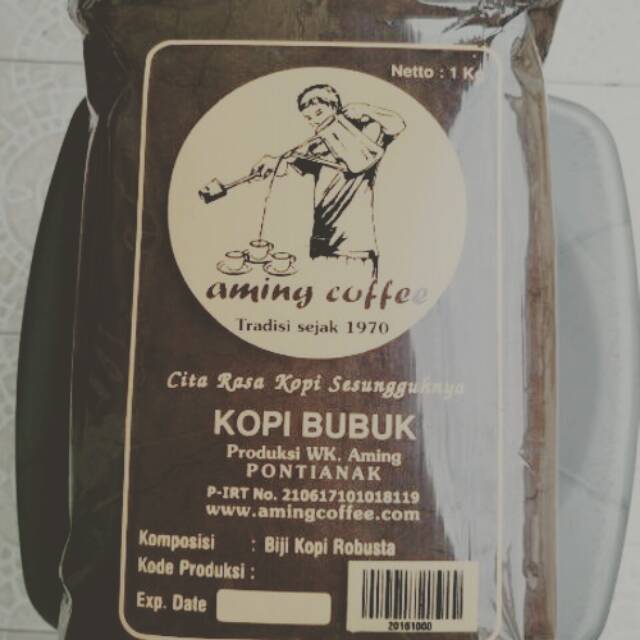 Netto : 1 Kg
aming coffee
Tradisi sejak 1970
Cita Rasa Kopi Sesungguhnya
KOPI BUBUK
Produksi WK. Aming
PONTIANAK
P-IRT No. 210617101018119
www.amingcoffee.com
Komposisi : Biji Kopi Robusta
Kode Produksi :
Exp. Date
20161000